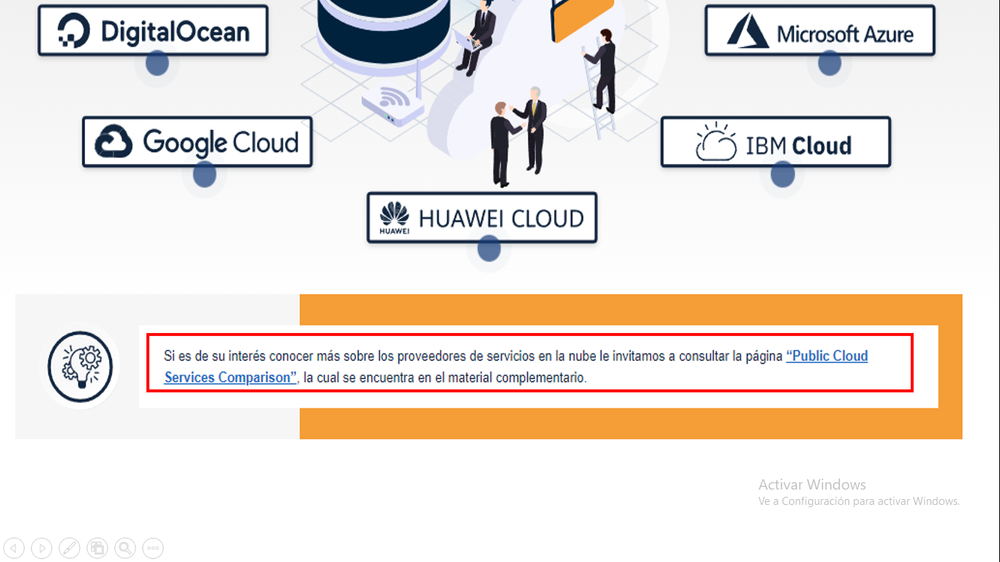 DigitalOcean
Microsoft Azure
Google Cloud
IBM Cloud
HUAWEI
HUAWEI CLOUD
Si es de su interés conocer más sobre los proveedores de servicios en la nube le invitamos a consultar la página “Public Cloud
Services Comparison”, la cual se encuentra en el material complementario.
Activar Windows
Ve a Configuración para activar Windows.